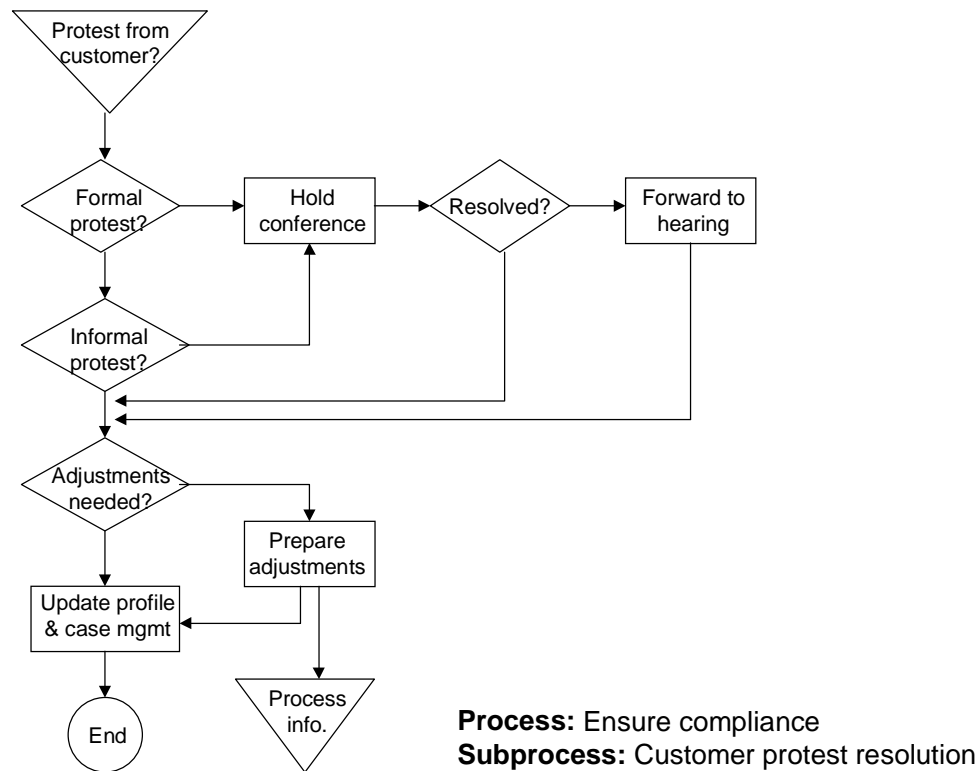 Protest from
customer?
Formal
protest?
Hold
conference
Resolved?
Forward to
hearing
Informal
protest?
Adjustments
needed?
Prepare
adjustments
Update profile
& case mgmt
End
Process
info.
Process: Ensure compliance
Subprocess: Customer protest resolution